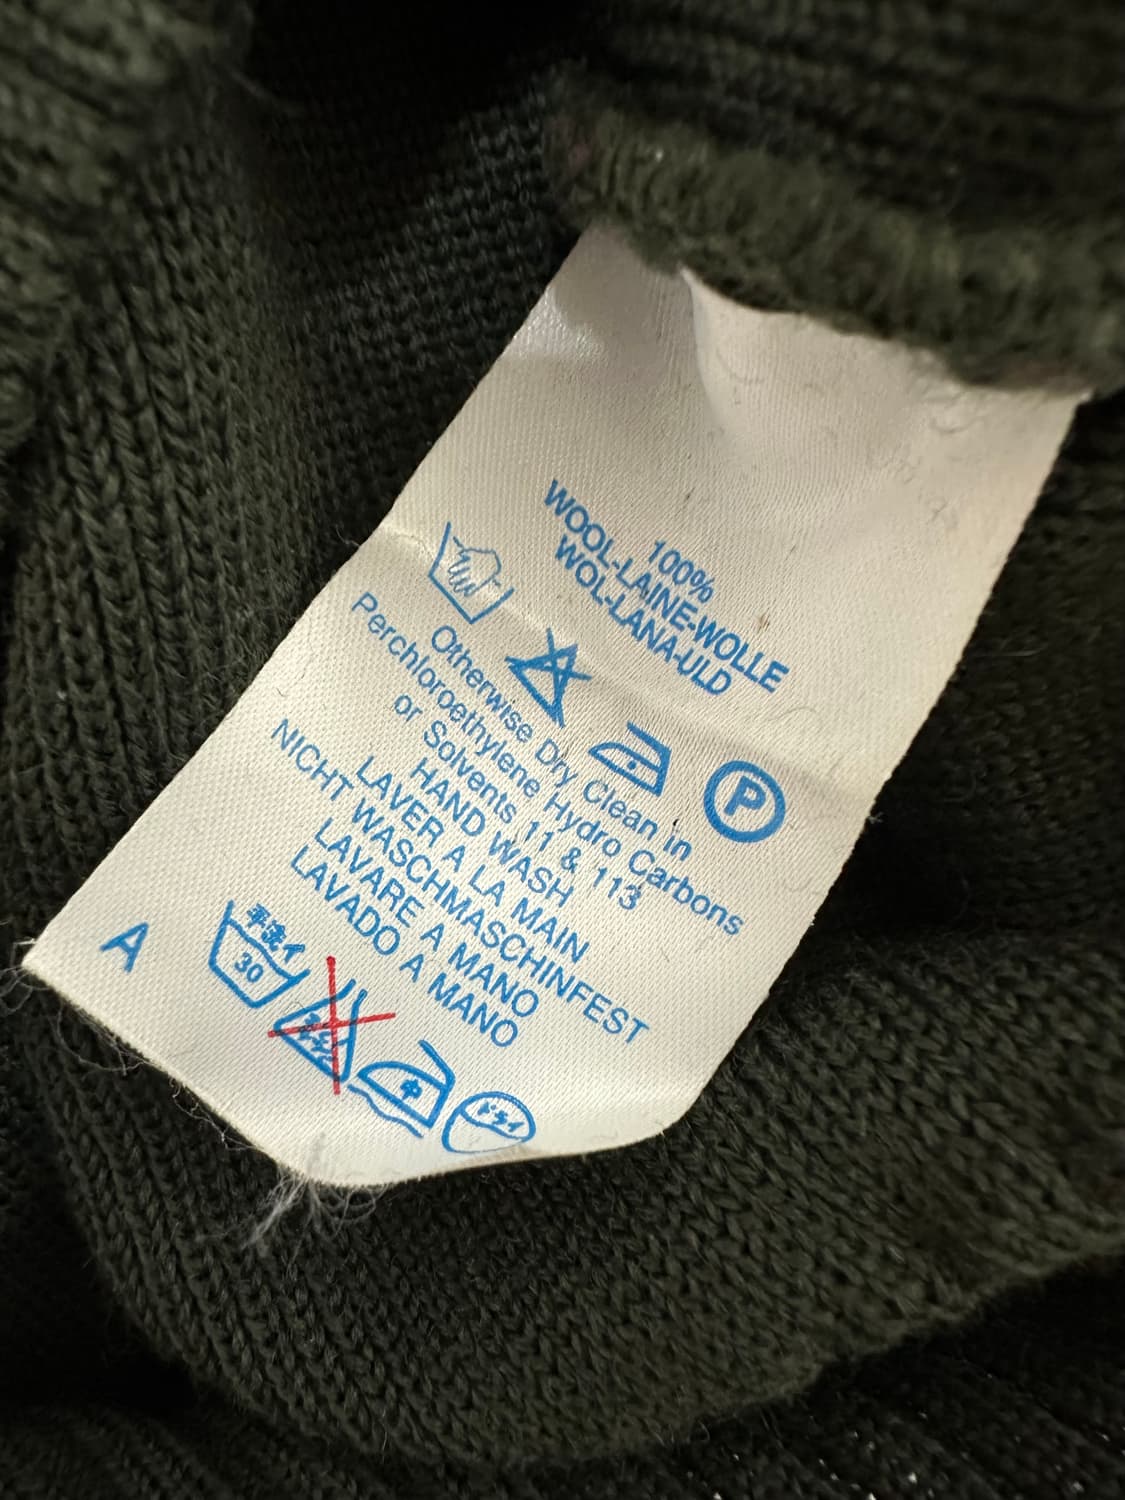 100%
WOOL-LAINE-WOLLE
WOL-LANA-ULD
P
Otherwise Dry Clean in
Perchloroethylene Hydro Carbons
or Solvents 11 & 113
HAND WASH
LAVER A LA MAIN
NICHT WASCHMASCHINFEST
LAVARE A MANO
LAVADO A MANO
A
手洗イ
30
中
ドライ